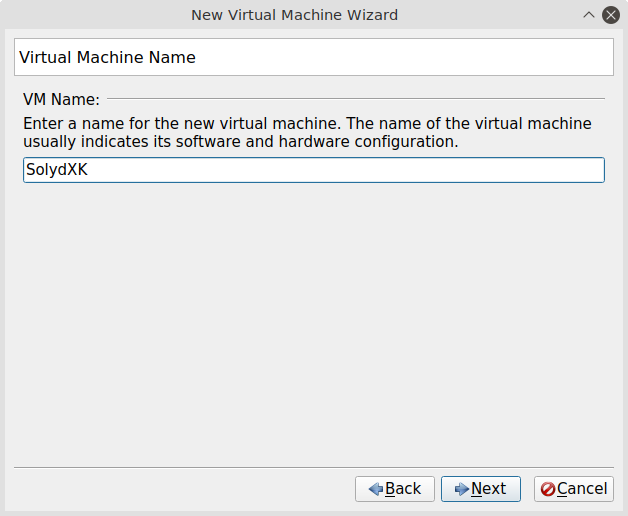 New Virtual Machine Wizard
Virtual Machine Name
VM Name:
Enter a name for the new virtual machine. The name of the virtual machine
usually indicates its software and hardware configuration.
SolydXK
Back Next Cancel